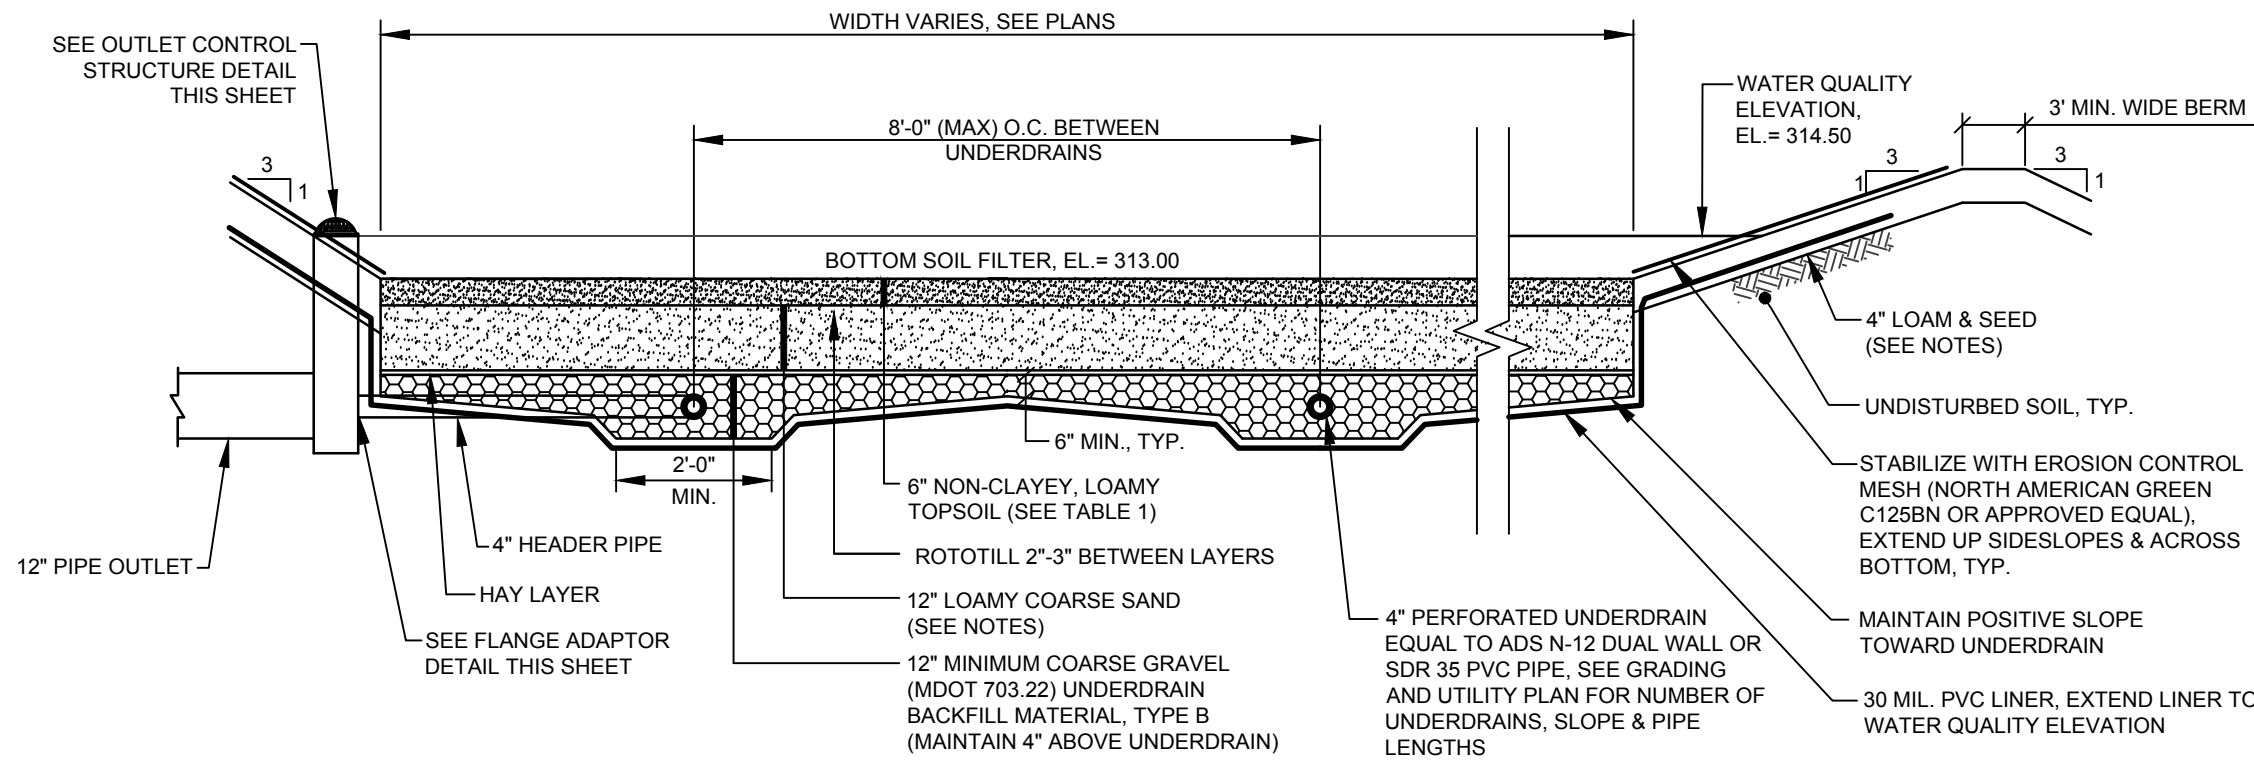 WIDTH VARIES, SEE PLANS
SEE OUTLET CONTROL
STRUCTURE DETAIL
THIS SHEET
WATER QUALITY
ELEVATION,
EL.= 314.50
3' MIN. WIDE BERM
8'-0" (MAX) O.C. BETWEEN
UNDERDRAINS
3
1
3
1
3
1
BOTTOM SOIL FILTER, EL.= 313.00
4" LOAM & SEED
(SEE NOTES)
UNDISTURBED SOIL, TYP.
6" MIN., TYP.
2'-0"
MIN.
STABILIZE WITH EROSION CONTROL
MESH (NORTH AMERICAN GREEN
C125BN OR APPROVED EQUAL),
EXTEND UP SIDESLOPES & ACROSS
BOTTOM, TYP.
6" NON-CLAYEY, LOAMY
TOPSOIL (SEE TABLE 1)
4" HEADER PIPE
ROTOTILL 2"-3" BETWEEN LAYERS
12" PIPE OUTLET
HAY LAYER
12" LOAMY COARSE SAND
(SEE NOTES)
4" PERFORATED UNDERDRAIN
EQUAL TO ADS N-12 DUAL WALL OR
SDR 35 PVC PIPE, SEE GRADING
AND UTILITY PLAN FOR NUMBER OF
UNDERDRAINS, SLOPE & PIPE
LENGTHS
MAINTAIN POSITIVE SLOPE
TOWARD UNDERDRAIN
SEE FLANGE ADAPTOR
DETAIL THIS SHEET
12" MINIMUM COARSE GRAVEL
(MDOT 703.22) UNDERDRAIN
BACKFILL MATERIAL, TYPE B
(MAINTAIN 4" ABOVE UNDERDRAIN)
30 MIL. PVC LINER, EXTEND LINER TO
WATER QUALITY ELEVATION